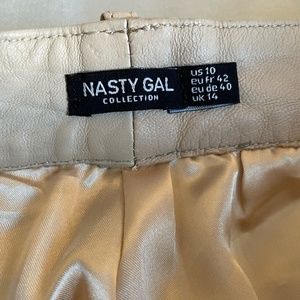 NASTY GAL
COLLECTION
us 10
eu fr 42
eu de 40
uk 14